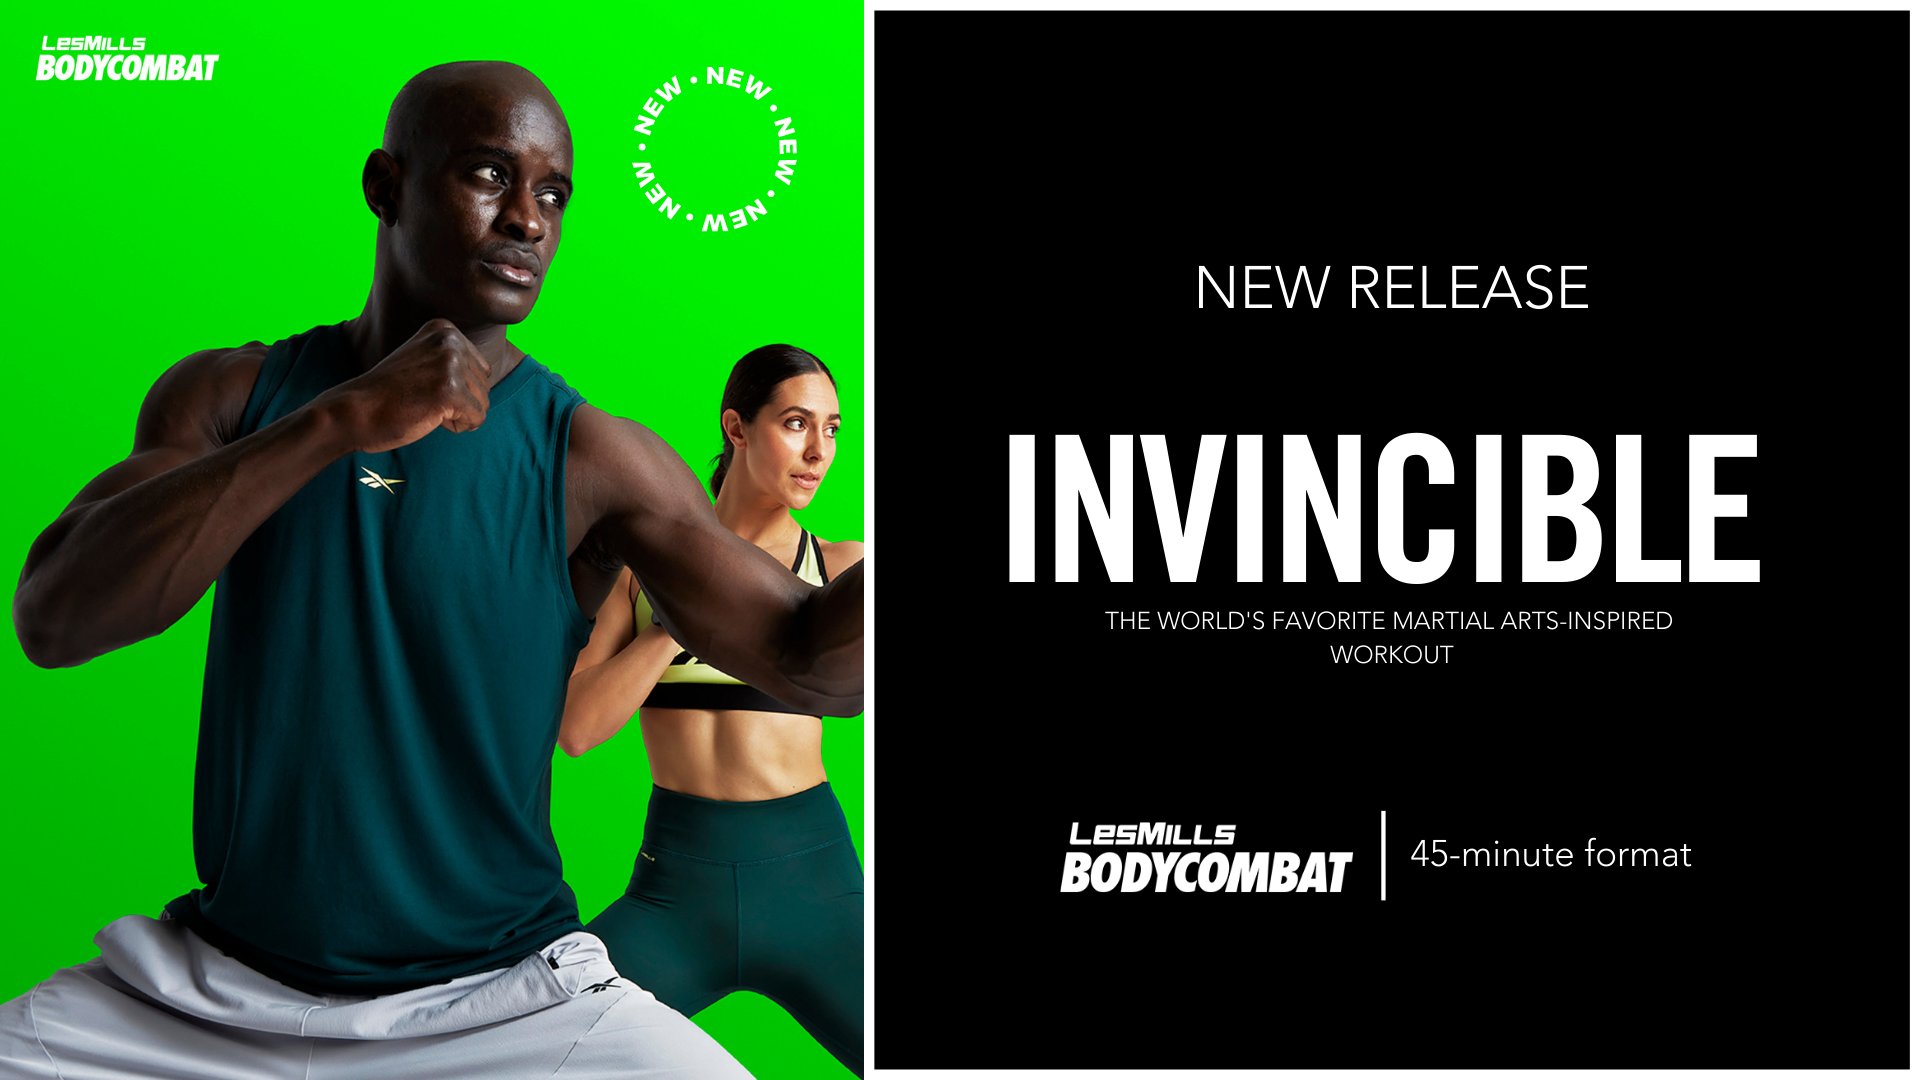 LESMILLS
BODYCOMBAT
NEW • NEW • NEW • NEW • NEW • NEW •
NEW RELEASE
INVINCIBLE
THE WORLD'S FAVORITE MARTIAL ARTS-INSPIRED
WORKOUT
LESMILLS
BODYCOMBAT
45-minute format